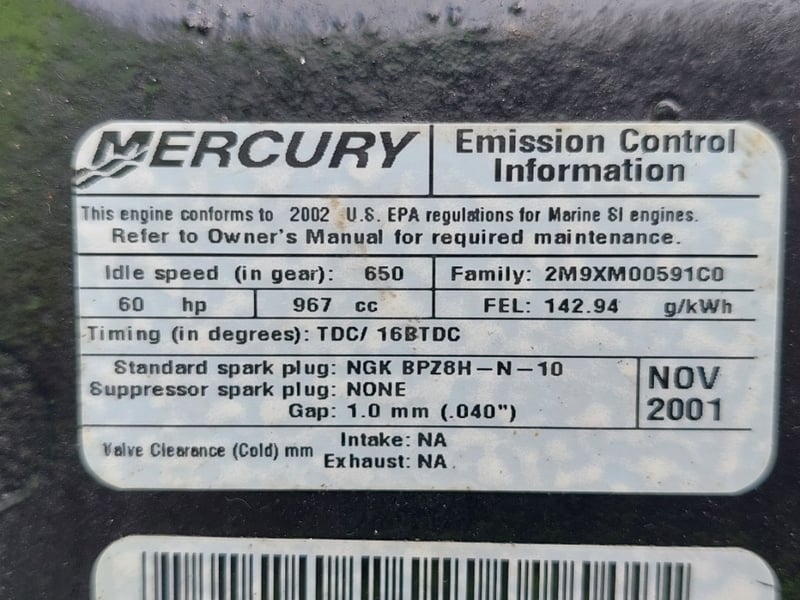 MERCURY
Emission Control
Information
This engine conforms to 2002 U.S. EPA regulations for Marine SI engines.
Refer to Owner's Manual for required maintenance.
Idle speed (in gear): 650
Family: 2M9XM00591C0
60 hp
967 cc
FEL: 142.94 g/kWh
Timing (in degrees): TDC/ 16BTDC
Standard spark plug: NGK BPZ8H-N-10
Suppressor spark plug: NONE
Gap: 1.0 mm (.040")
NOV
2001
Valve Clearance (Cold) mm
Intake: NA
Exhaust: NA